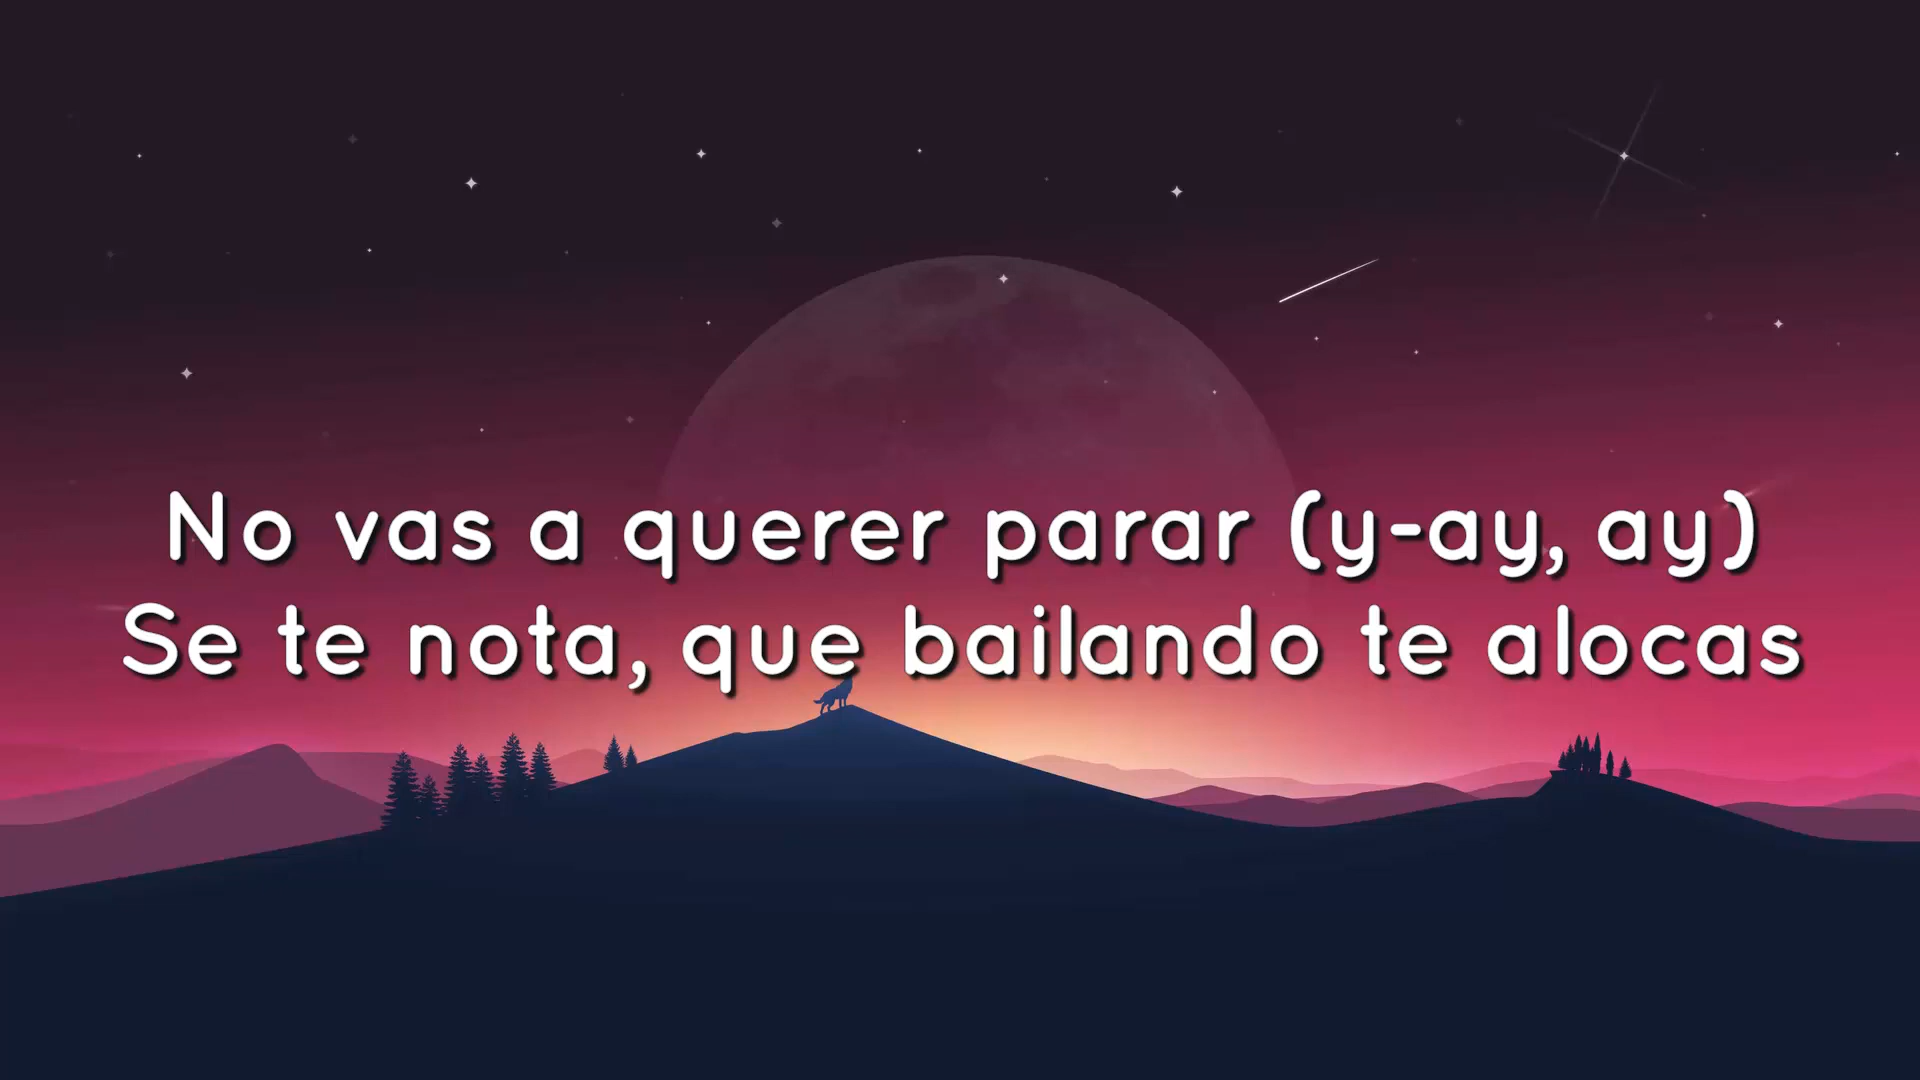 No vas a querer parar (y-ay, ay)
Se te nota, que bailando te alocas